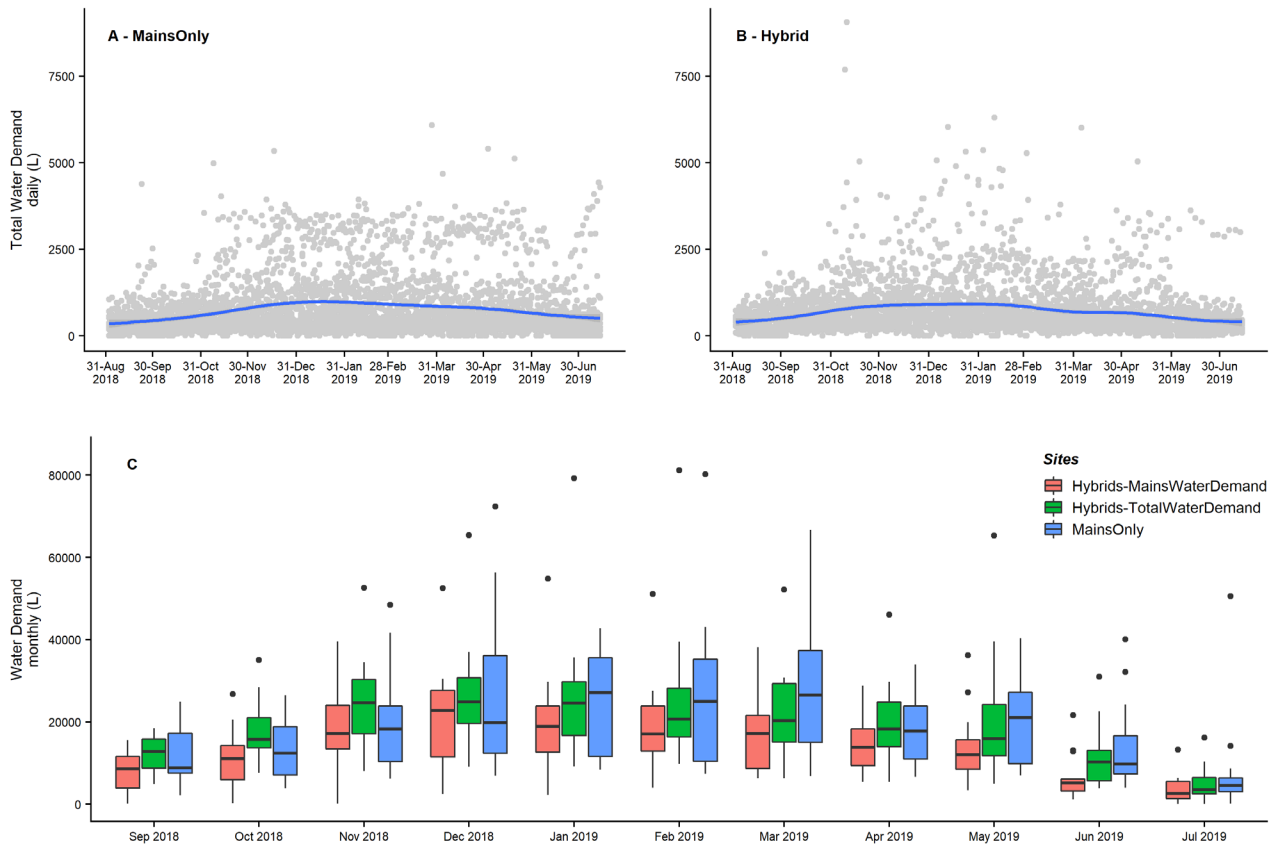 A - MainsOnly
Total Water Demand
daily (L)
7500
5000
2500
0
31-Aug 30-Sep 31-Oct 30-Nov 31-Dec 31-Jan 28-Feb 31-Mar 30-Apr 31-May 30-Jun
2018 2018 2018 2018 2018 2019 2019 2019 2019 2019 2019
B - Hybrid
7500
5000
2500
0
31-Aug 30-Sep 31-Oct 30-Nov 31-Dec 31-Jan 28-Feb 31-Mar 30-Apr 31-May 30-Jun
2018 2018 2018 2018 2018 2019 2019 2019 2019 2019 2019
C
Water Demand
monthly (L)
80000
60000
40000
20000
0
Sep 2018 Oct 2018 Nov 2018 Dec 2018 Jan 2019 Feb 2019 Mar 2019 Apr 2019 May 2019 Jun 2019 Jul 2019
Sites
Hybrids-MainsWaterDemand
Hybrids-TotalWaterDemand
MainsOnly